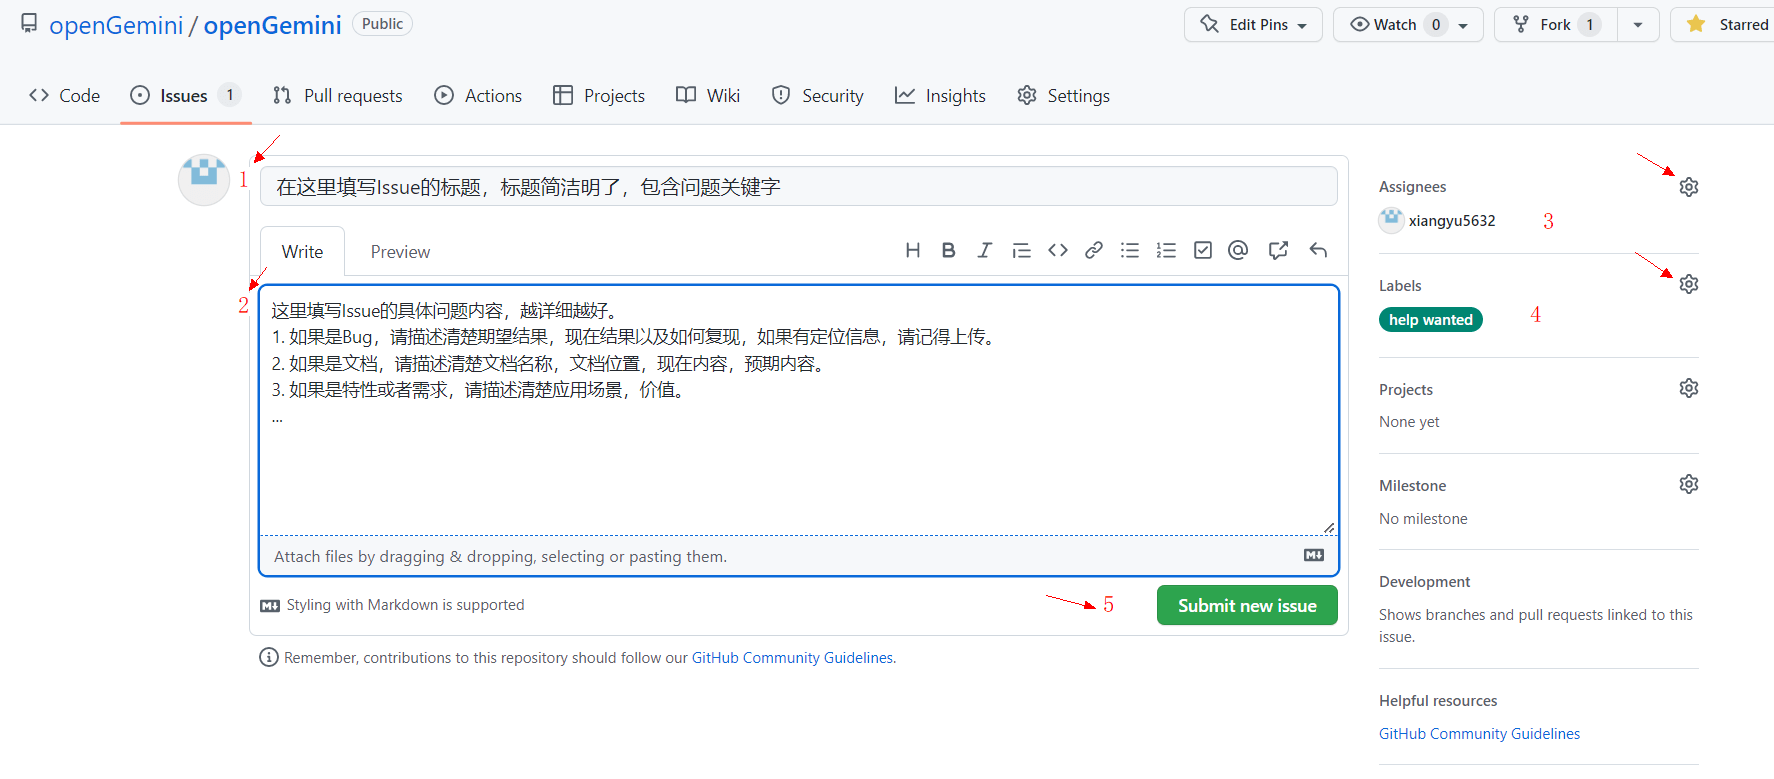 openGemini / openGemini Public
Edit Pins
Watch 0
Fork 1
Starred
Code
Issues 1
Pull requests
Actions
Projects
Wiki
Security
Insights
Settings
1
在这里填写Issue的标题，标题简洁明了，包含问题关键字
Write
Preview
2
这里填写Issue的具体问题内容，越详细越好。
1. 如果是Bug，请描述清楚期望结果，现在结果以及如何复现，如果有定位信息，请记得上传。
2. 如果是文档，请描述清楚文档名称，文档位置，现在内容，预期内容。
3. 如果是特性或者需求，请描述清楚应用场景，价值。
...
Attach files by dragging & dropping, selecting or pasting them.
Styling with Markdown is supported
5
Submit new issue
Remember, contributions to this repository should follow our GitHub Community Guidelines.
Assignees
xiangyu5632
3
Labels
help wanted
4
Projects
None yet
Milestone
No milestone
Development
Shows branches and pull requests linked to this
issue.
Helpful resources
GitHub Community Guidelines